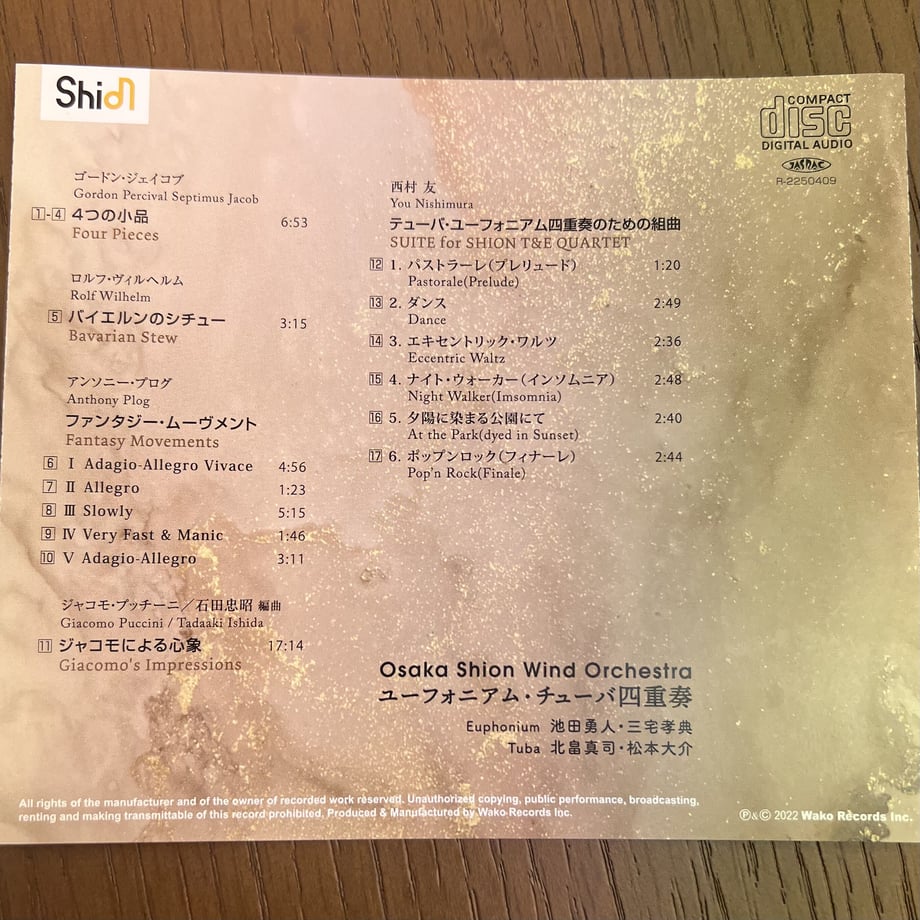 Shion
COMPACT
disc
DIGITAL AUDIO
JASRAC
R-2250409
ゴードン・ジェイコブ
Gordon Percival Septimus Jacob
1-4 4つの小品 6:53
Four Pieces
ロルフ・ヴィルヘルム
Rolf Wilhelm
5 バイエルンのシチュー 3:15
Bavarian Stew
アンソニー・プログ
Anthony Plog
ファンタジー・ムーヴメント
Fantasy Movements
6 Ⅰ Adagio-Allegro Vivace 4:56
7 Ⅱ Allegro 1:23
8 Ⅲ Slowly 5:15
9 Ⅳ Very Fast & Manic 1:46
10 Ⅴ Adagio-Allegro 3:11
ジャコモ・プッチーニ／石田忠昭 編曲
Giacomo Puccini / Tadaaki Ishida
11 ジャコモによる心象 17:14
Giacomo's Impressions
西村 友
You Nishimura
テューバ・ユーフォニアム四重奏のための組曲
SUITE for SHION T&E QUARTET
12 1. パストラーレ(プレリュード) 1:20
Pastorale(Prelude)
13 2. ダンス 2:49
Dance
14 3. エキセントリック・ワルツ 2:36
Eccentric Waltz
15 4. ナイト・ウォーカー(インソムニア) 2:48
Night Walker(Imsomnia)
16 5. 夕陽に染まる公園にて 2:40
At the Park(dyed in Sunset)
17 6. ポップンロック(フィナーレ) 2:44
Pop'n Rock(Finale)
Osaka Shion Wind Orchestra
ユーフォニアム・チューバ四重奏
Euphonium 池田勇人・三宅孝典
Tuba 北畠真司・松本大介
All rights of the manufacturer and of the owner of recorded work reserved. Unauthorized copying, public performance, broadcasting,
renting and making transmittable of this record prohibited. Produced & Manufactured by Wako Records Inc.
Ⓟ&Ⓒ 2022 Wako Records Inc.